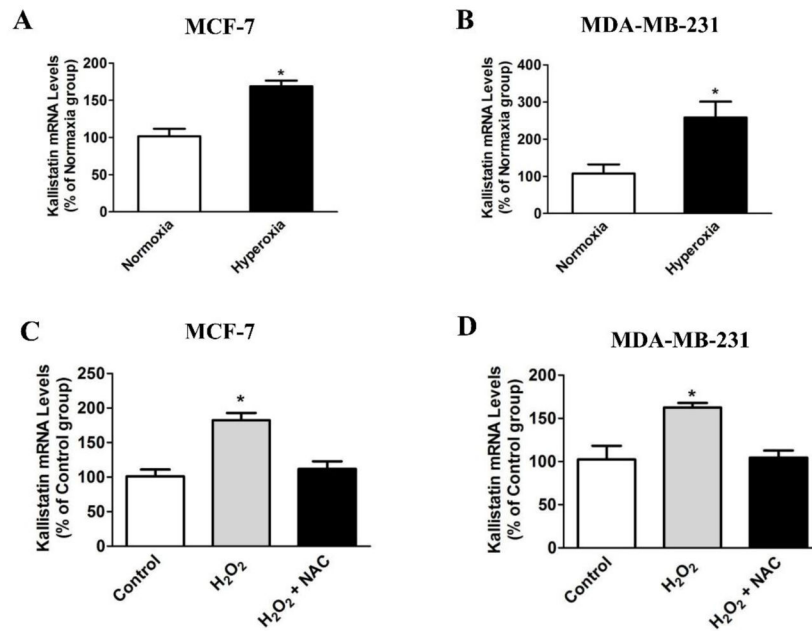 A
MCF-7
Kallistatin mRNA Levels
(% of Normaxia group)
200
150
100
50
0
*
Normoxia
Hyperoxia
B
MDA-MB-231
Kallistatin mRNA Levels
(% of Normaxia group)
400
300
200
100
0
*
Normoxia
Hyperoxia
C
MCF-7
Kallistatin mRNA Levels
(% of Control group)
250
200
150
100
50
0
*
Control
H₂O₂
H₂O₂ + NAC
D
MDA-MB-231
Kallistatin mRNA Levels
(% of Control group)
200
150
100
50
0
*
Control
H₂O₂
H₂O₂ + NAC